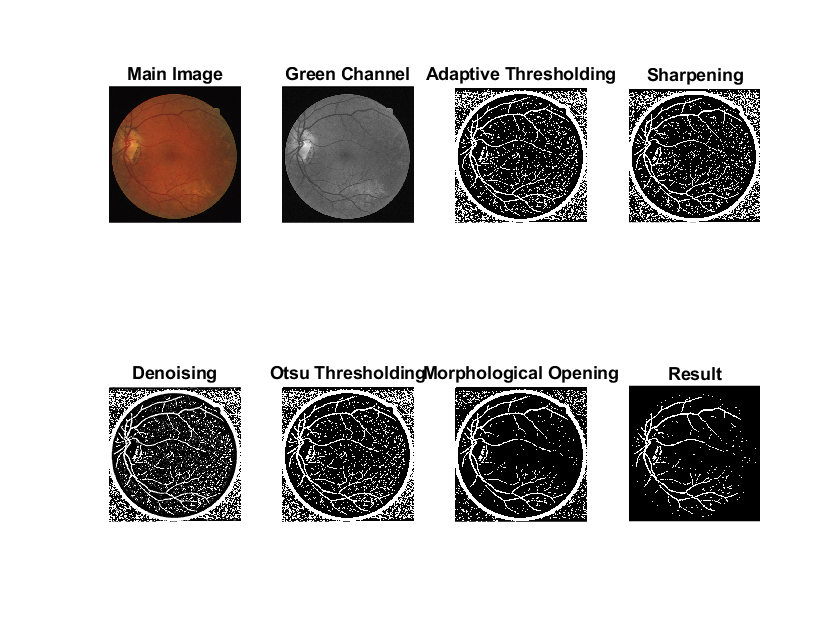 Main Image
Green Channel
Adaptive Thresholding
Sharpening
Denoising
Otsu Thresholding
Morphological Opening
Result